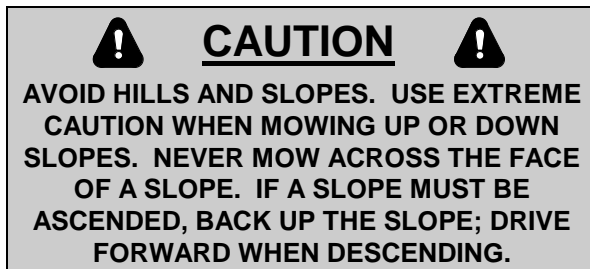 CAUTION
AVOID HILLS AND SLOPES. USE EXTREME
CAUTION WHEN MOWING UP OR DOWN
SLOPES. NEVER MOW ACROSS THE FACE
OF A SLOPE. IF A SLOPE MUST BE
ASCENDED, BACK UP THE SLOPE; DRIVE
FORWARD WHEN DESCENDING.